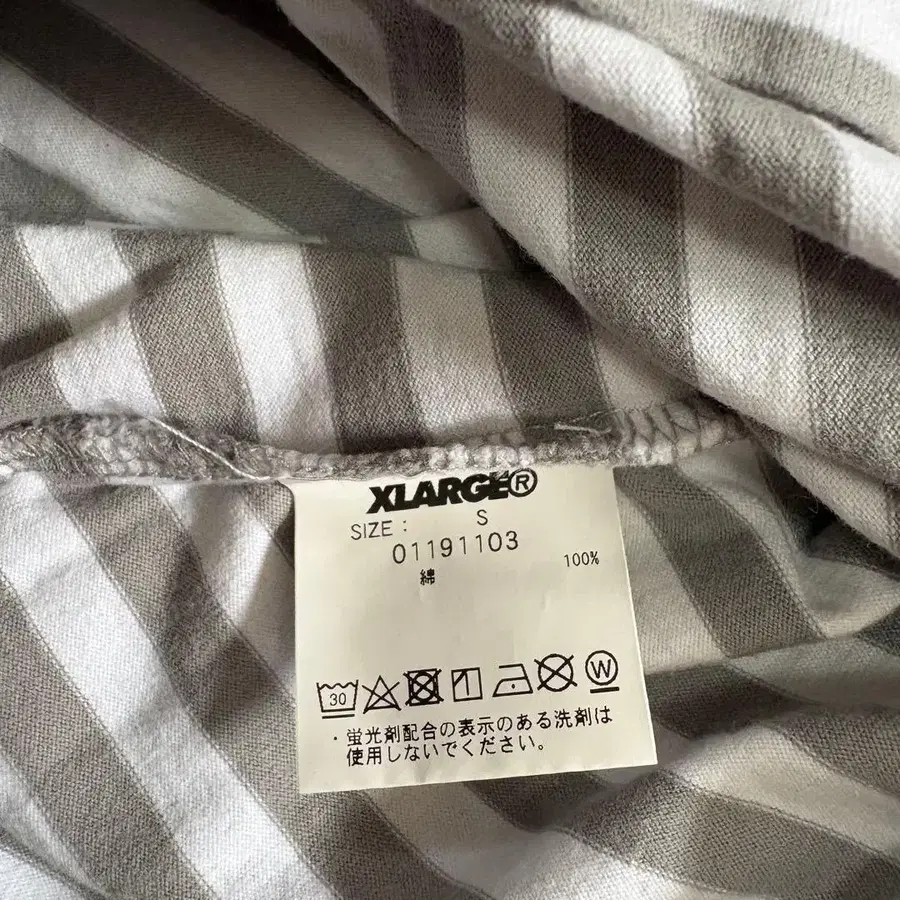 XLARGE®
SIZE : S
01191103
綿 100%
30 W
・蛍光剤配合の表示のある洗剤は
使用しないでください。